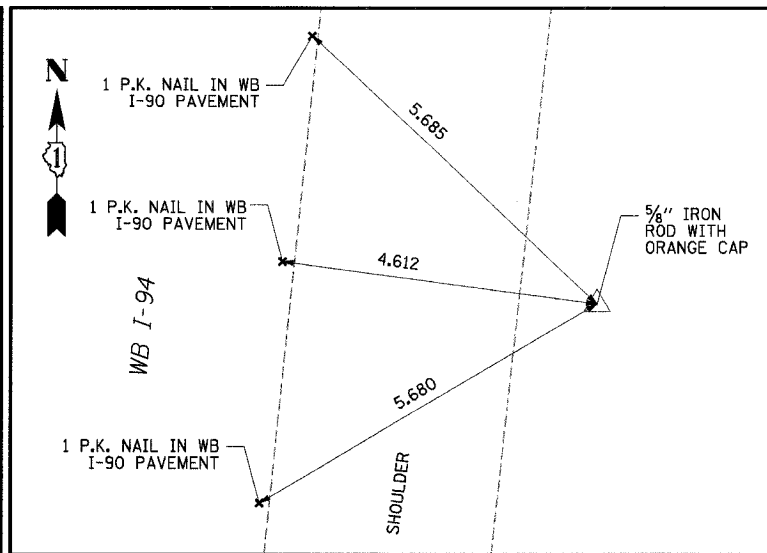 N
1
1 P.K. NAIL IN WB
I-90 PAVEMENT
5.685
1 P.K. NAIL IN WB
I-90 PAVEMENT
4.612
5/8" IRON
ROD WITH
ORANGE CAP
WB I-94
5.680
1 P.K. NAIL IN WB
I-90 PAVEMENT
SHOULDER